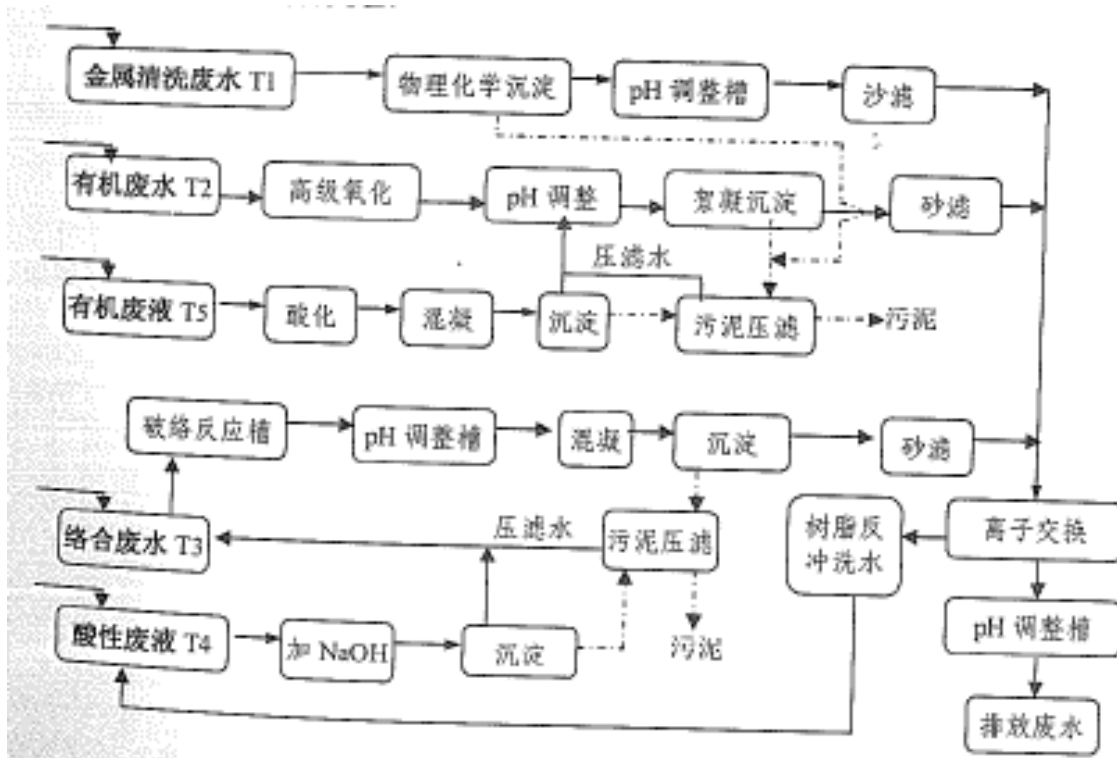 金属清洗废水 T1
物理化学沉淀
pH 调整槽
沙滤
有机废水 T2
高级氧化
pH 调整
絮凝沉淀
砂滤
压滤水
有机废液 T5
酸化
混凝
沉淀
污泥压滤
污泥
破络反应槽
pH 调整槽
混凝
沉淀
砂滤
络合废水 T3
压滤水
污泥压滤
树脂反
冲洗水
离子交换
酸性废液 T4
加 NaOH
沉淀
污泥
pH 调整槽
排放废水